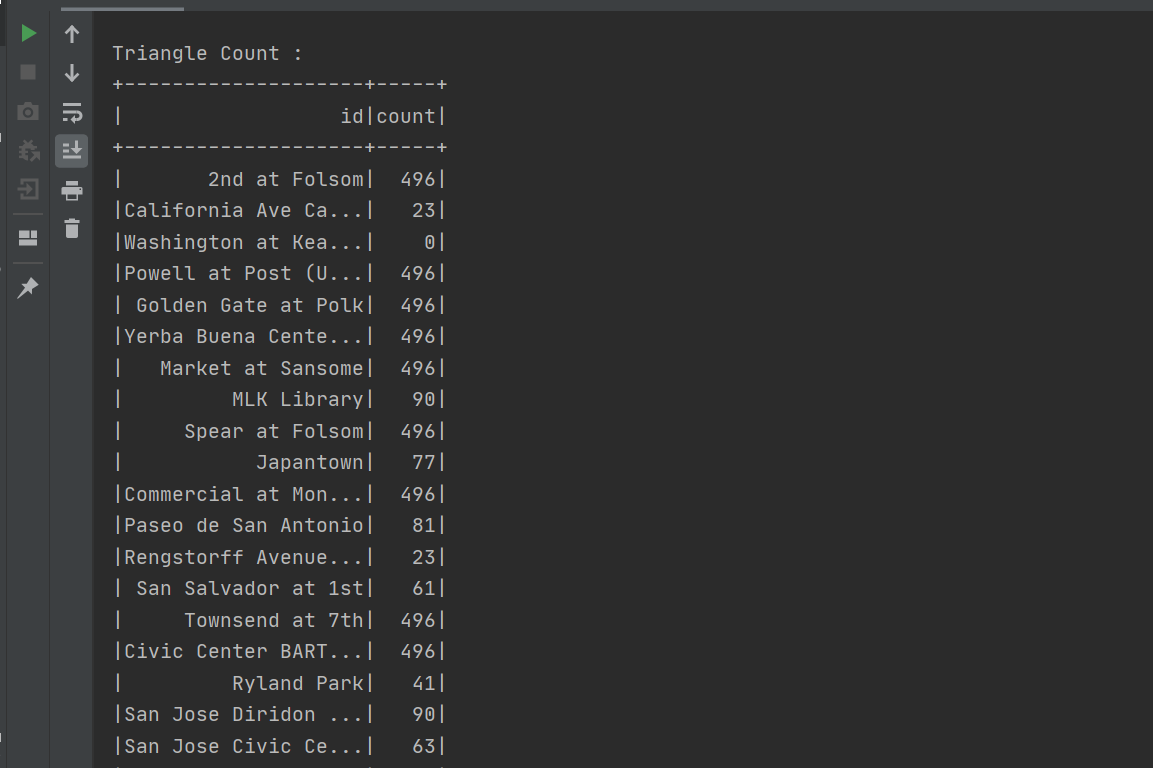 Triangle Count :
+--------------------+-----+
|                  id|count|
+--------------------+-----+
|       2nd at Folsom|  496|
|California Ave Ca...|   23|
|Washington at Kea...|    0|
|Powell at Post (U...|  496|
| Golden Gate at Polk|  496|
|Yerba Buena Cente...|  496|
|   Market at Sansome|  496|
|         MLK Library|   90|
|     Spear at Folsom|  496|
|           Japantown|   77|
|Commercial at Mon...|  496|
|Paseo de San Antonio|   81|
|Rengstorff Avenue...|   23|
| San Salvador at 1st|   61|
|     Townsend at 7th|  496|
|Civic Center BART...|  496|
|         Ryland Park|   41|
|San Jose Diridon ...|   90|
|San Jose Civic Ce...|   63|